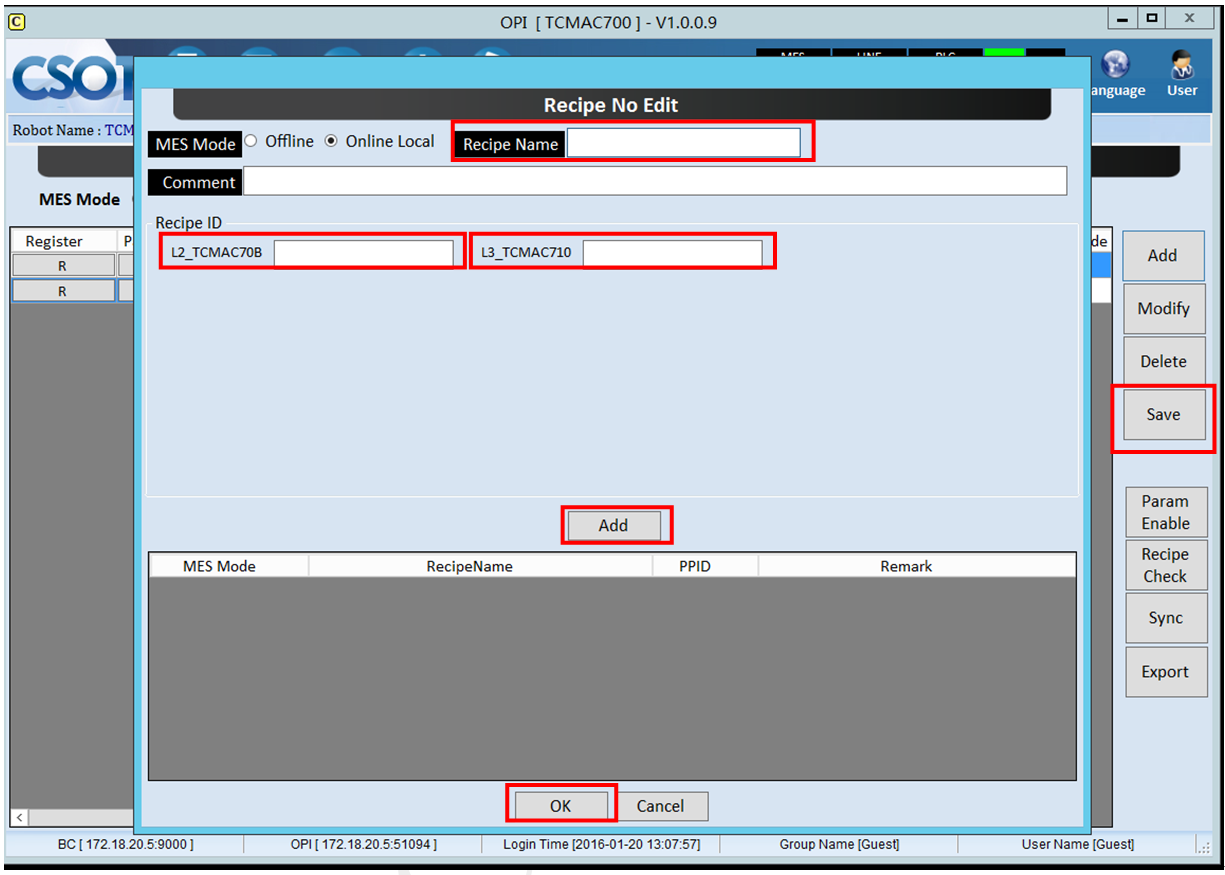 C
OPI [ TCMAC700 ] - V1.0.0.9
CSOT
MES LINE PLC
anguage User
Robot Name : TCM
Recipe No Edit
MES Mode Offline Online Local Recipe Name
Comment
MES Mode
Recipe ID
Register P de
L2_TCMAC70B L3_TCMAC710
R
R
Add
Modify
Delete
Save
Param
Enable
Recipe
Check
Sync
Export
Add
MES Mode RecipeName PPID Remark
OK Cancel
BC [ 172.18.20.5:9000 ] OPI [ 172.18.20.5:51094 ] Login Time [2016-01-20 13:07:57] Group Name [Guest] User Name [Guest]